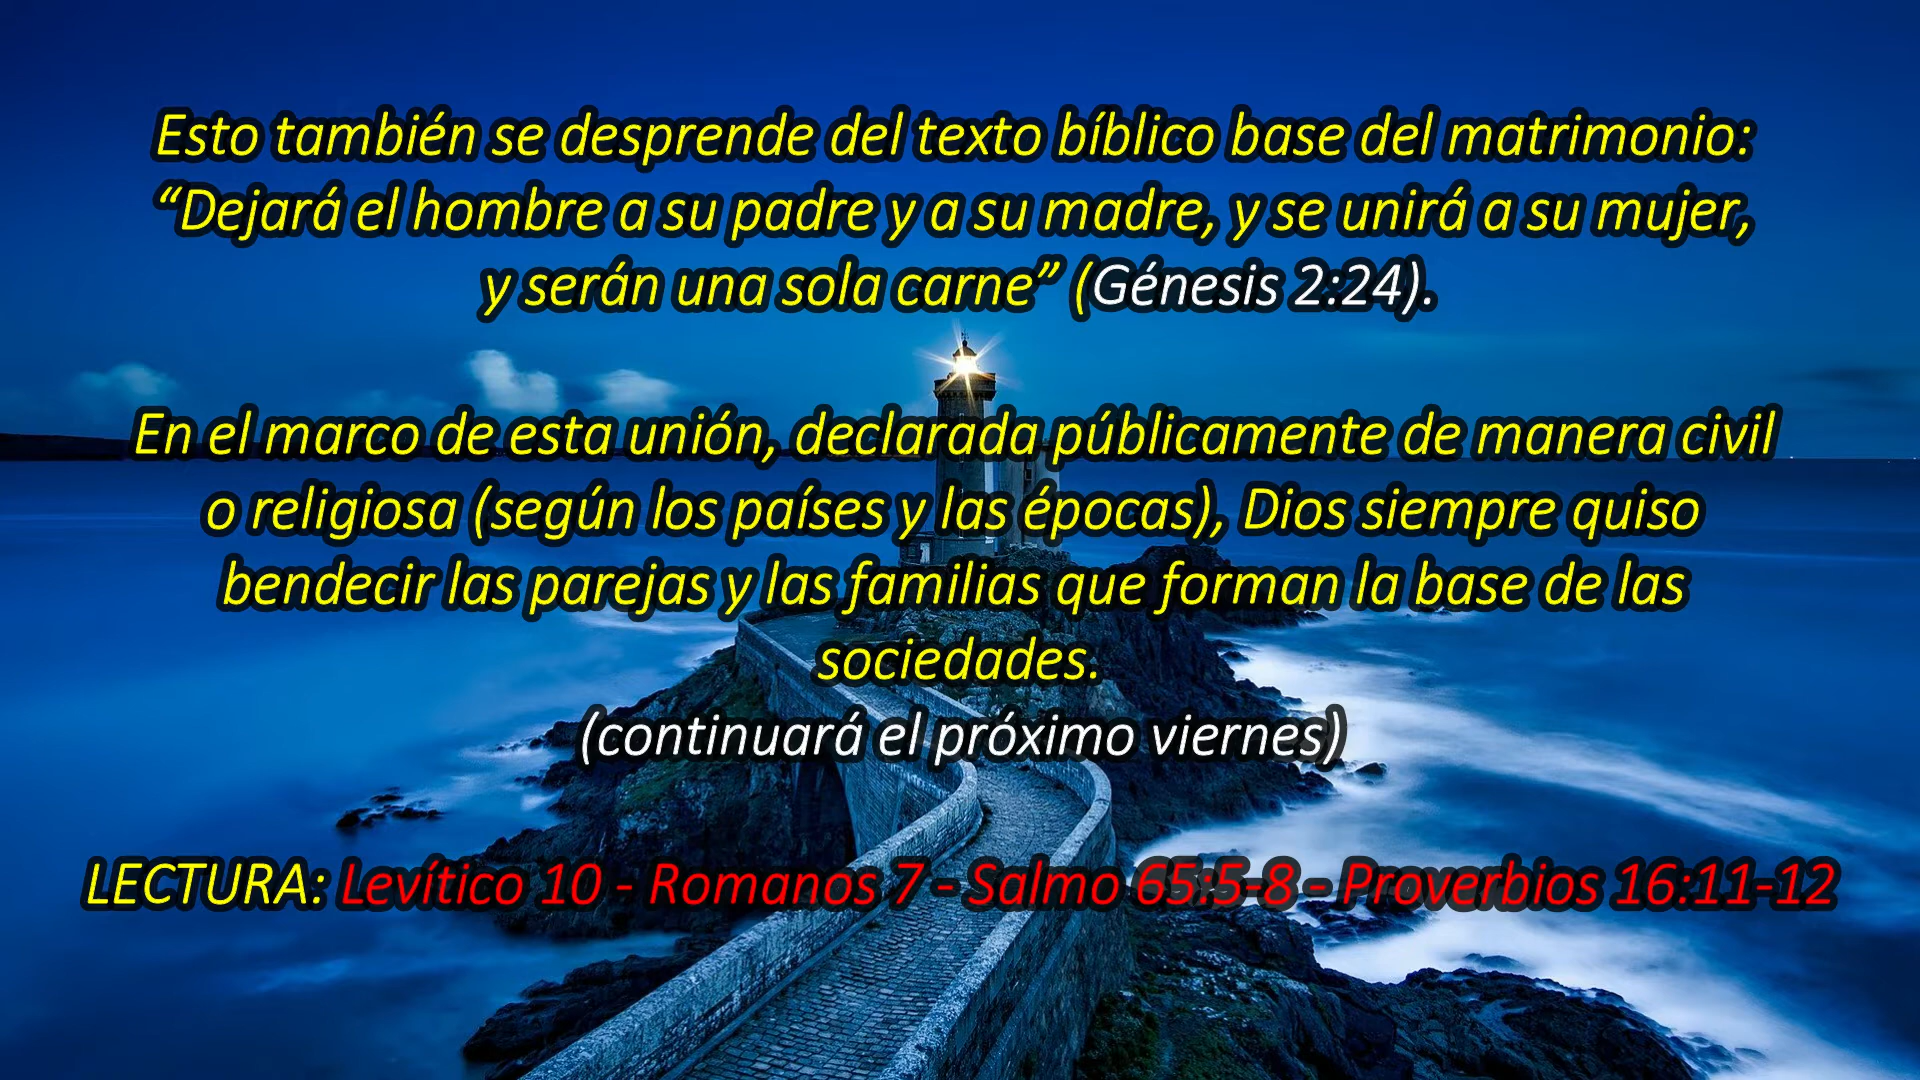 Esto también se desprende del texto bíblico base del matrimonio:
“Dejará el hombre a su padre y a su madre, y se unirá a su mujer,
y serán una sola carne” (Génesis 2:24).
En el marco de esta unión, declarada públicamente de manera civil
o religiosa (según los países y las épocas), Dios siempre quiso
bendecir las parejas y las familias que forman la base de las
sociedades.
(continuará el próximo viernes)
LECTURA: Levítico 10 - Romanos 7 - Salmo 65:5-8 - Proverbios 16:11-12